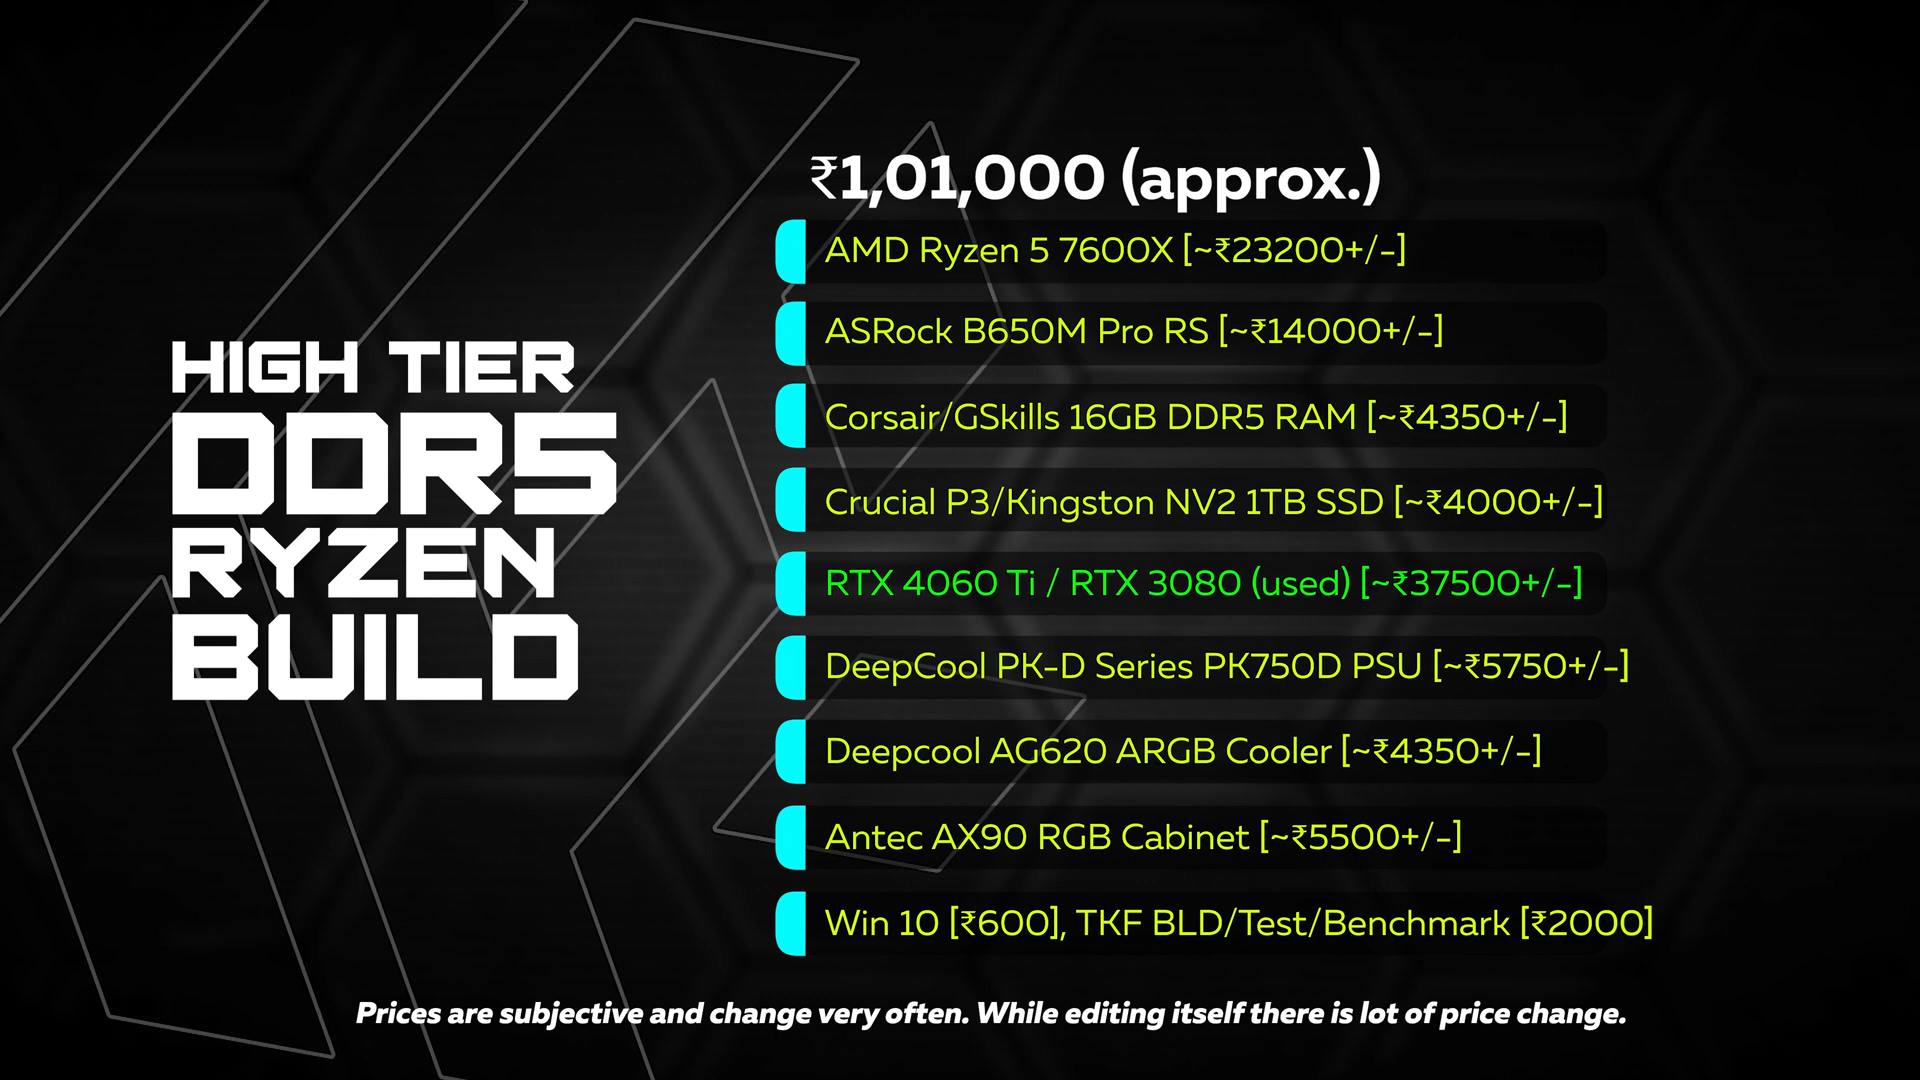 HIGH TIER
DDR5
RYZEN
BUILD
₹1,01,000 (approx.)
AMD Ryzen 5 7600X [~₹23200+/-]
ASRock B650M Pro RS [~₹14000+/-]
Corsair/GSkills 16GB DDR5 RAM [~₹4350+/-]
Crucial P3/Kingston NV2 1TB SSD [~₹4000+/-]
RTX 4060 Ti / RTX 3080 (used) [~₹37500+/-]
DeepCool PK-D Series PK750D PSU [~₹5750+/-]
Deepcool AG620 ARGB Cooler [~₹4350+/-]
Antec AX90 RGB Cabinet [~₹5500+/-]
Win 10 [₹600], TKF BLD/Test/Benchmark [₹2000]
Prices are subjective and change very often. While editing itself there is lot of price change.